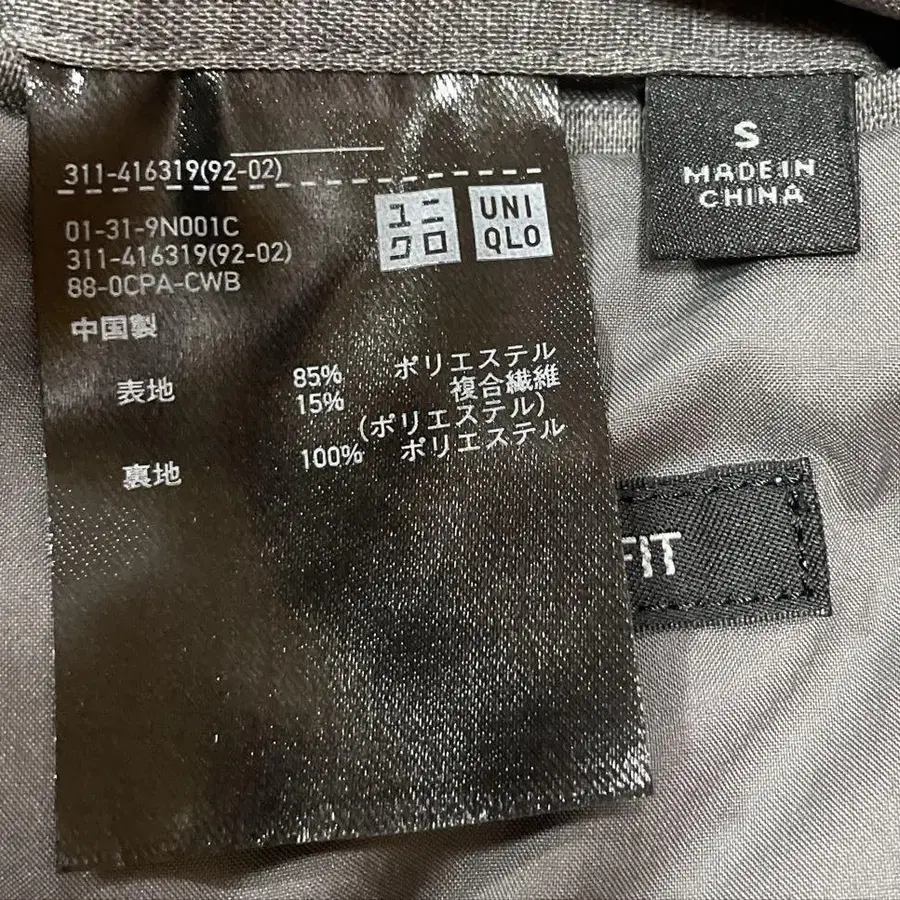 311-416319(92-02)
ユニ
クロ
UNI
QLO
01-31-9N001C
311-416319(92-02)
88-0CPA-CWB
中国製
表地 85% ポリエステル
15% 複合繊維
(ポリエステル)
裏地 100% ポリエステル
S
MADE IN
CHINA
FIT